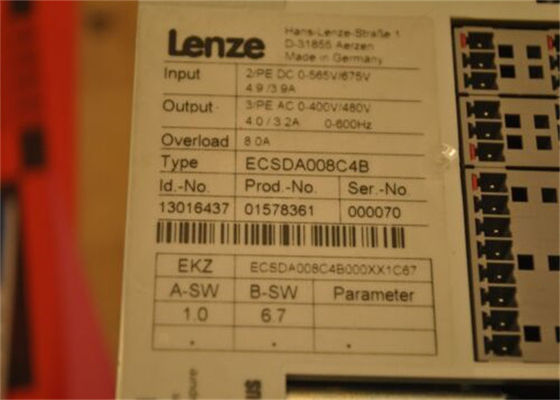 Lenze
Hans-Lenze-Straße 1
D-31855 Aerzen
Made in Germany
Input 2/PE DC 0-565V/675V
4.9/3.9A
Output 3/PE AC 0-400V/480V
4.0 / 3.2A 0-600Hz
Overload 8.0A
Type ECSDA008C4B
Id.-No. Prod.-No. Ser.-No.
13016437 01578361 000070
EKZ ECSDA008C4B000XX1C67
A-SW B-SW Parameter
1.0 6.7
. . .